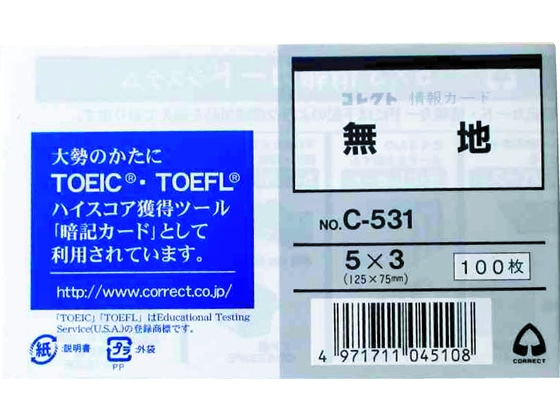 大勢のかたに
TOEIC®・TOEFL®
ハイスコア獲得ツール
「暗記カード」として
利用されています。
http://www.correct.co.jp/
「TOEIC」「TOEFL」はEducational Testing
Service(U.S.A.)の登録商標です。
紙 :説明書 プラ :外袋
PP
コレクト 情報カード
無 地
NO.C-531
5×3
(125×75mm)
100枚
4 971711 045108
CORRECT